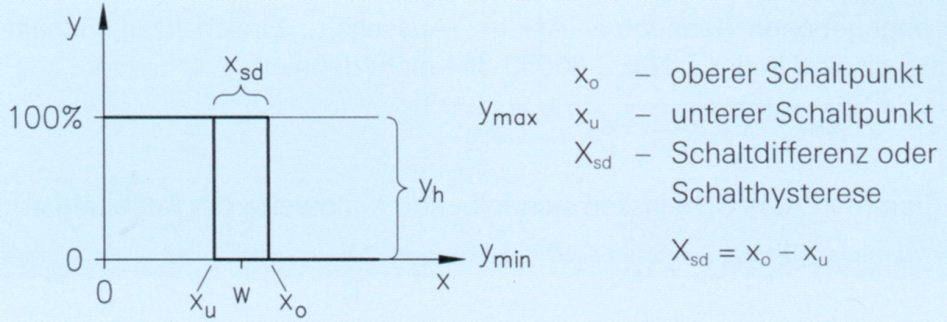 y
X_sd
x_o – oberer Schaltpunkt
100% y_max x_u – unterer Schaltpunkt
X_sd – Schaltdifferenz oder
y_h Schalthysterese
0 y_min X_sd = x_o - x_u
x
0 x_u w x_o